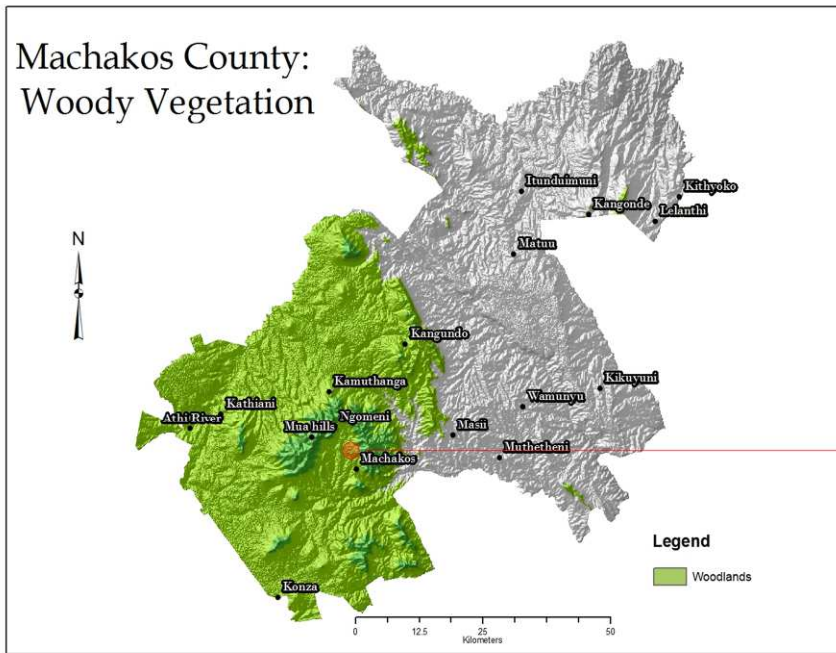 Machakos County:
Woody Vegetation
N
Itunduimuni
Kithyoko
Kangonde
Lelanthi
Matuu
Kangundo
Kamuthanga
Kikuyuni
Kathiani
Wamunyu
Athi River
Ngomeni
Mua hills
Masii
Muthetheni
Machakos
Konza
Legend
Woodlands
0 12.5 25 50
Kilometers